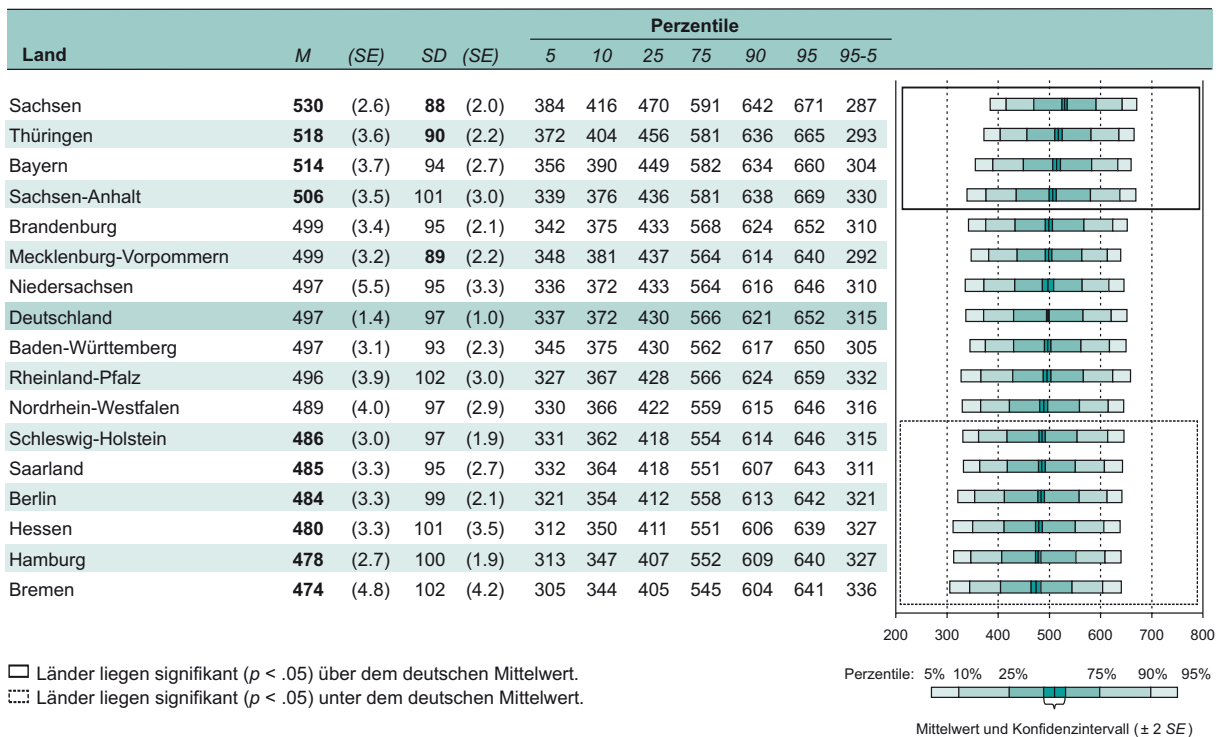 Perzentile
Land M (SE) SD (SE) 5 10 25 75 90 95 95-5
Sachsen 530 (2.6) 88 (2.0) 384 416 470 591 642 671 287
Thüringen 518 (3.6) 90 (2.2) 372 404 456 581 636 665 293
Bayern 514 (3.7) 94 (2.7) 356 390 449 582 634 660 304
Sachsen-Anhalt 506 (3.5) 101 (3.0) 339 376 436 581 638 669 330
Brandenburg 499 (3.4) 95 (2.1) 342 375 433 568 624 652 310
Mecklenburg-Vorpommern 499 (3.2) 89 (2.2) 348 381 437 564 614 640 292
Niedersachsen 497 (5.5) 95 (3.3) 336 372 433 564 616 646 310
Deutschland 497 (1.4) 97 (1.0) 337 372 430 566 621 652 315
Baden-Württemberg 497 (3.1) 93 (2.3) 345 375 430 562 617 650 305
Rheinland-Pfalz 496 (3.9) 102 (3.0) 327 367 428 566 624 659 332
Nordrhein-Westfalen 489 (4.0) 97 (2.9) 330 366 422 559 615 646 316
Schleswig-Holstein 486 (3.0) 97 (1.9) 331 362 418 554 614 646 315
Saarland 485 (3.3) 95 (2.7) 332 364 418 551 607 643 311
Berlin 484 (3.3) 99 (2.1) 321 354 412 558 613 642 321
Hessen 480 (3.3) 101 (3.5) 312 350 411 551 606 639 327
Hamburg 478 (2.7) 100 (1.9) 313 347 407 552 609 640 327
Bremen 474 (4.8) 102 (4.2) 305 344 405 545 604 641 336
200 300 400 500 600 700 800
Länder liegen signifikant (p < .05) über dem deutschen Mittelwert.
Länder liegen signifikant (p < .05) unter dem deutschen Mittelwert.
Perzentile: 5% 10% 25% 75% 90% 95%
Mittelwert und Konfidenzintervall (± 2 SE)